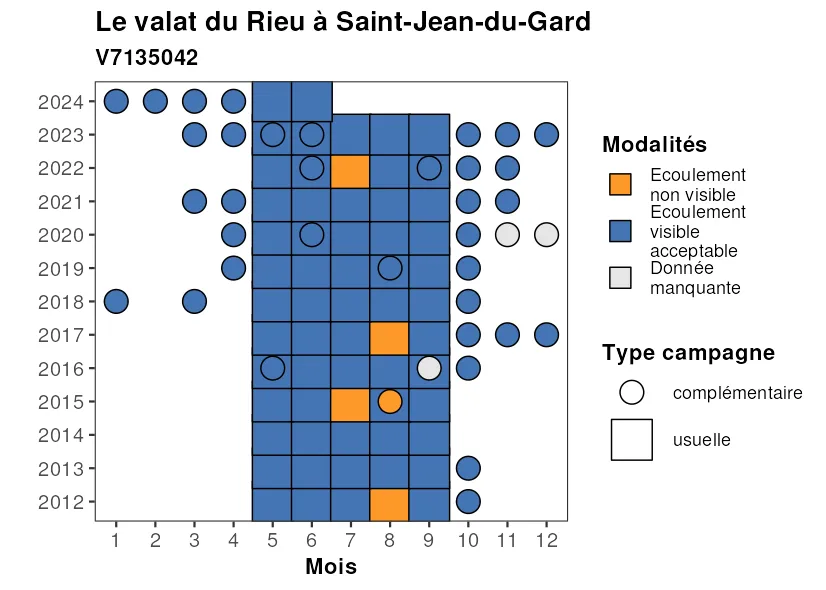 Le valat du Rieu à Saint-Jean-du-Gard
V7135042
2024
2023
2022
2021
2020
2019
2018
2017
2016
2015
2014
2013
2012
1 2 3 4 5 6 7 8 9 10 11 12
Mois
Modalités
Ecoulement
non visible
Ecoulement
visible
acceptable
Donnée
manquante
Type campagne
complémentaire
usuelle